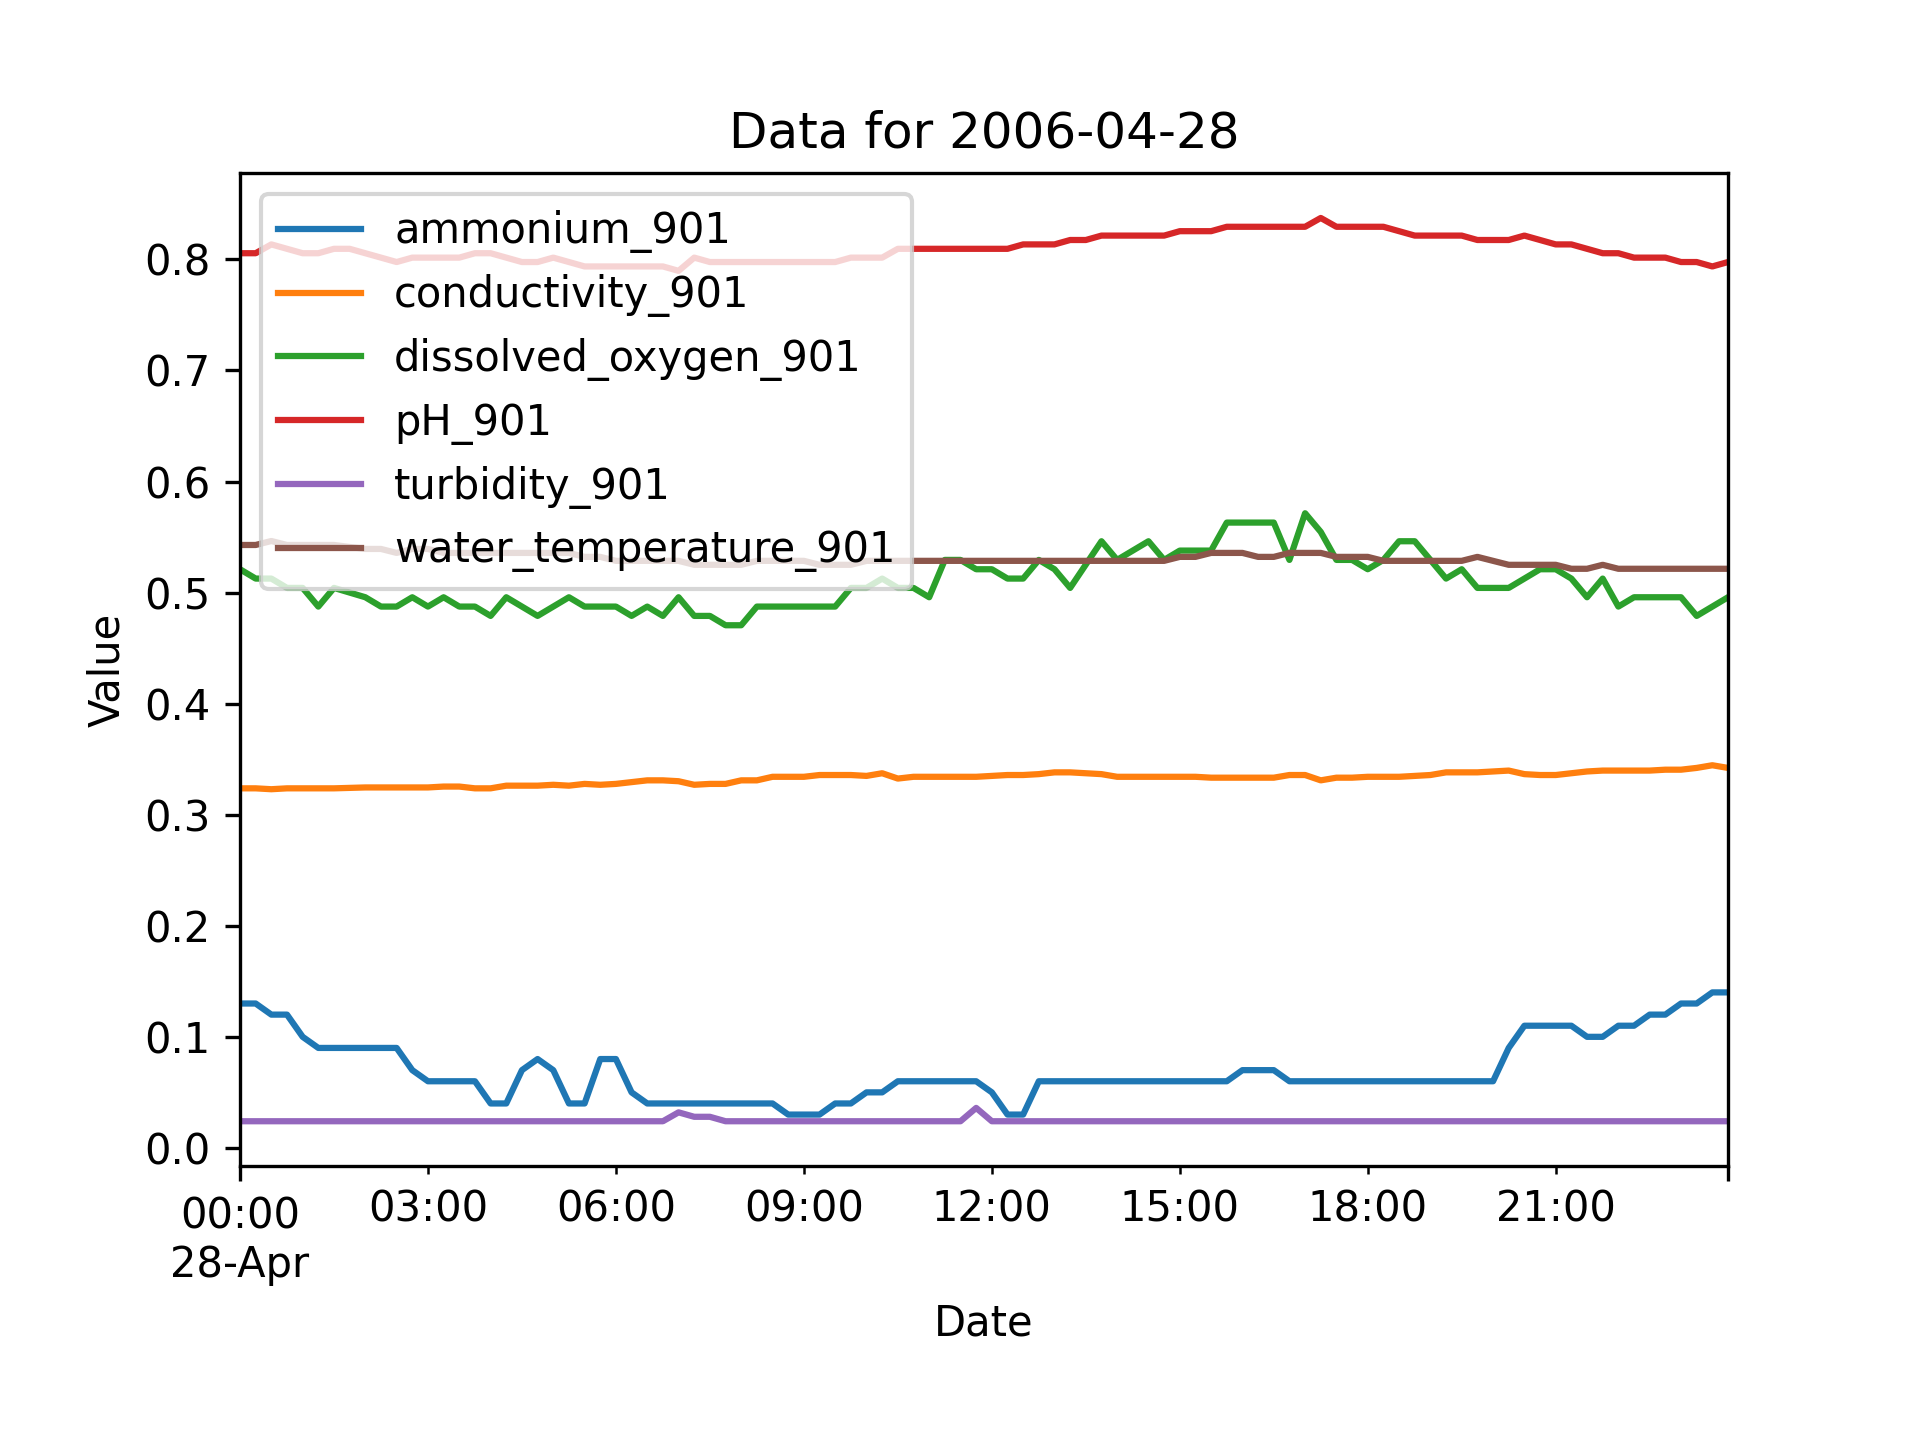 Data for 2006-04-28
ammonium_901
conductivity_901
dissolved_oxygen_901
pH_901
turbidity_901
water_temperature_901
Value
0.8
0.7
0.6
0.5
0.4
0.3
0.2
0.1
0.0
00:00 03:00 06:00 09:00 12:00 15:00 18:00 21:00
28-Apr
Date